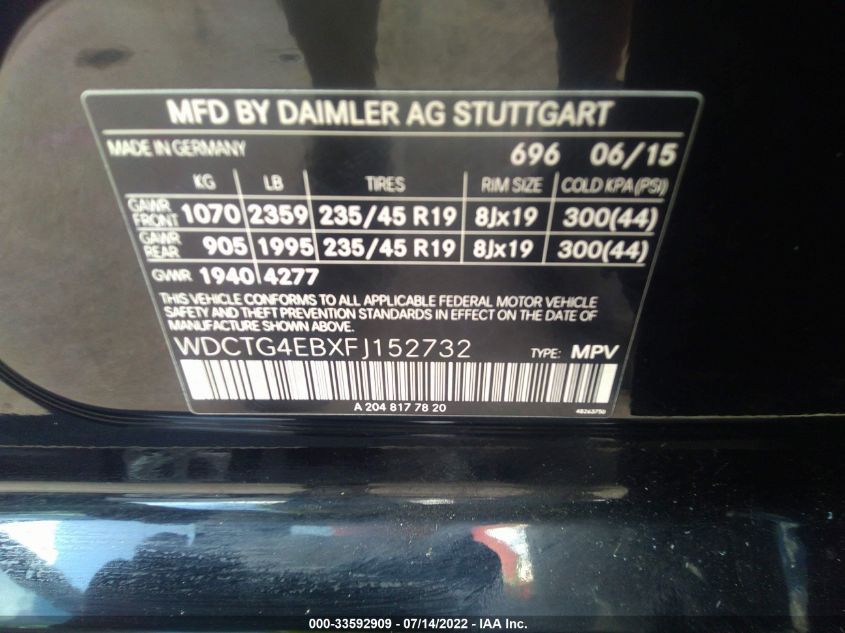 MFD BY DAIMLER AG STUTTGART
MADE IN GERMANY 696 06/15
KG LB TIRES RIM SIZE COLD KPA(PSI)
GAWR FRONT 1070 2359 235/45 R19 8Jx19 300(44)
GAWR REAR 905 1995 235/45 R19 8Jx19 300(44)
GVWR 1940 4277
THIS VEHICLE CONFORMS TO ALL APPLICABLE FEDERAL MOTOR VEHICLE
SAFETY AND THEFT PREVENTION STANDARDS IN EFFECT ON THE DATE OF
MANUFACTURE SHOWN ABOVE.
WDCTG4EBXFJ152732 TYPE: MPV
A 204 817 78 20
000-33592909 / 07/14/2022 / IAA Inc.